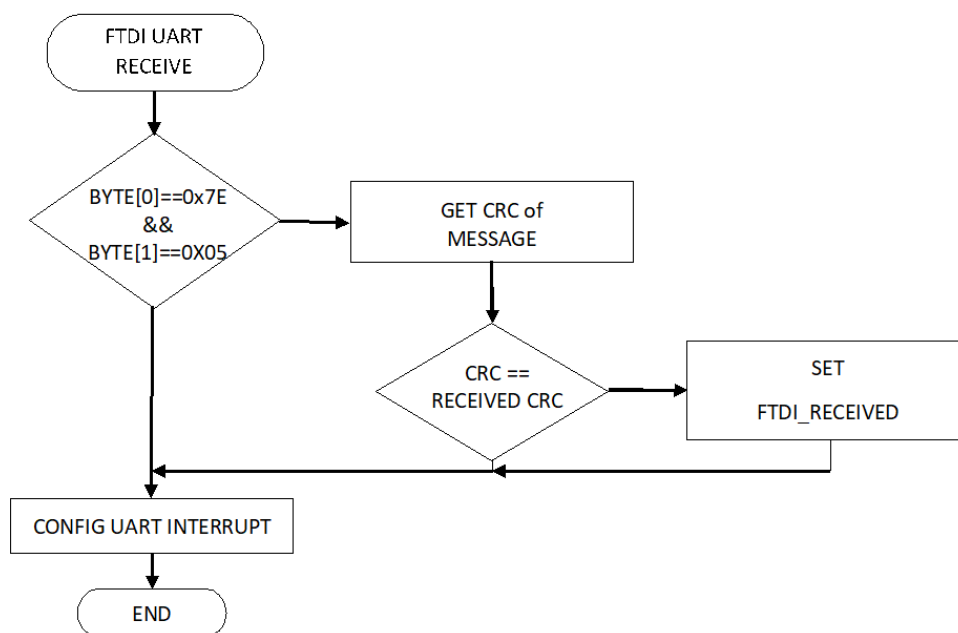 FTDI UART
RECEIVE
BYTE[0]==0x7E
&&
BYTE[1]==0X05
GET CRC of
MESSAGE
CRC ==
RECEIVED CRC
SET
FTDI_RECEIVED
CONFIG UART INTERRUPT
END